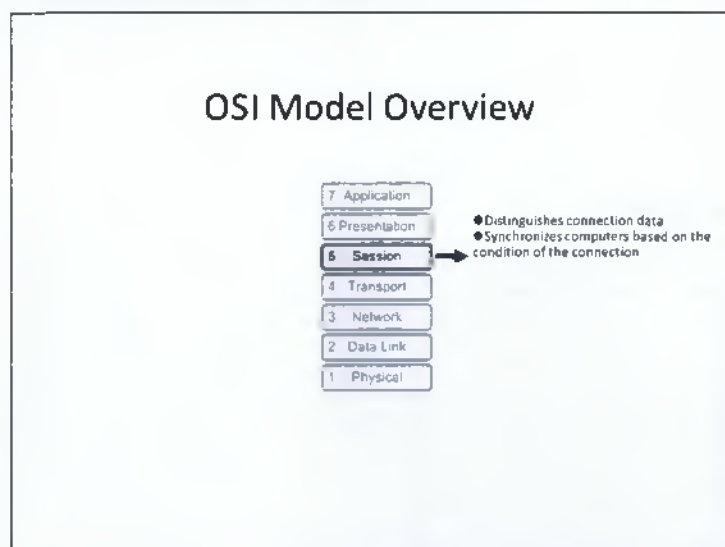 OSI Model Overview
7 Application
6 Presentation
5 Session
4 Transport
3 Network
2 Data Link
1 Physical
●Distinguishes connection data
●Synchronizes computers based on the
condition of the connection